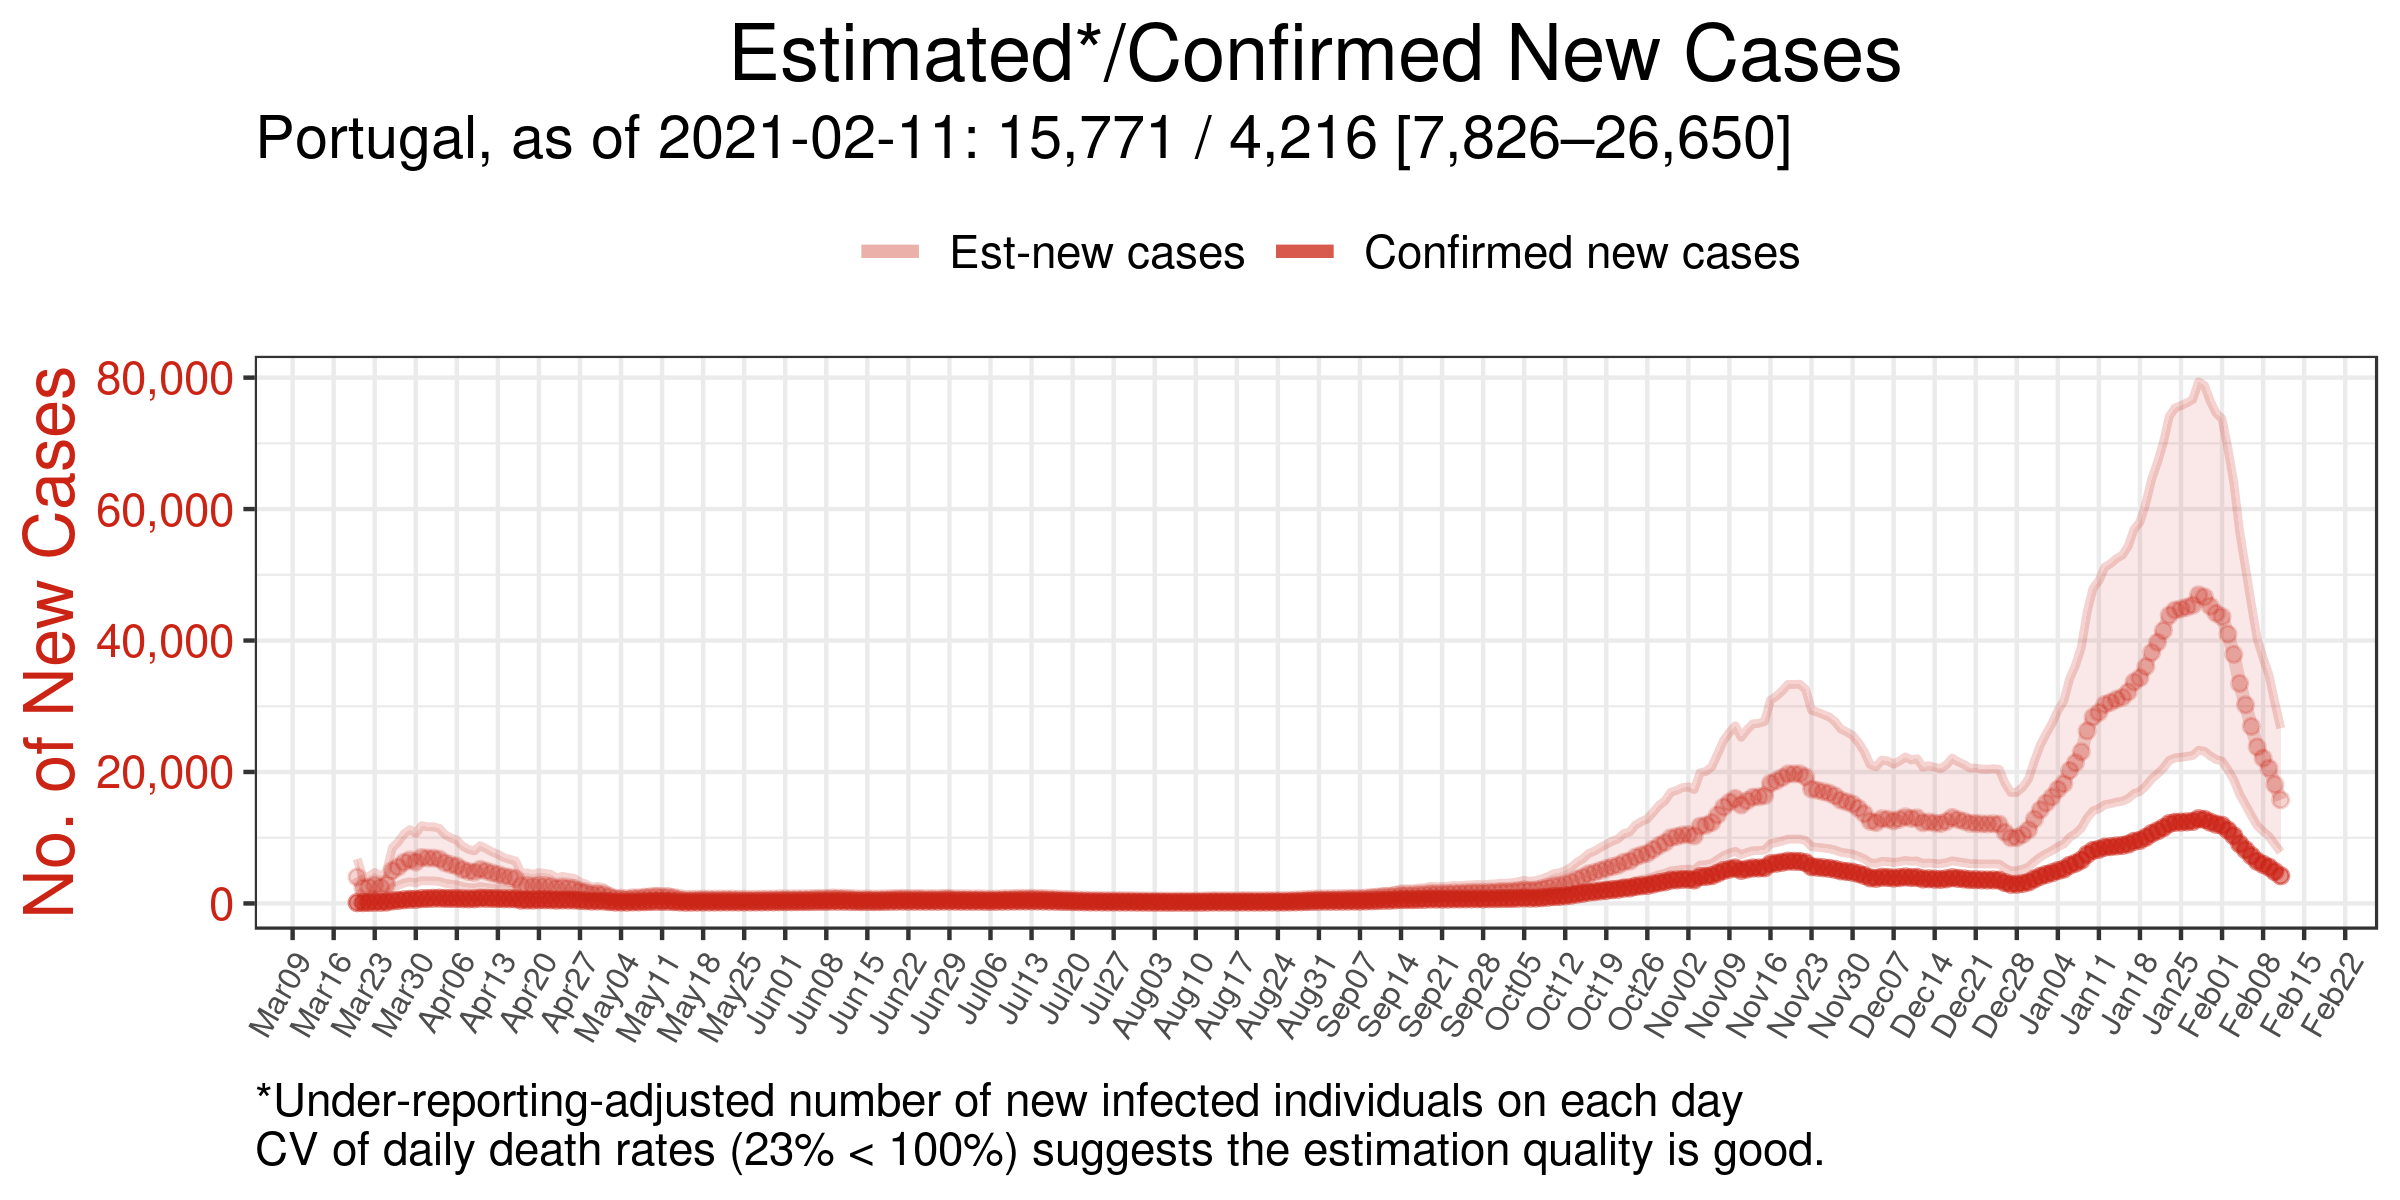 Estimated*/Confirmed New Cases
Portugal, as of 2021-02-11: 15,771 / 4,216 [7,826–26,650]
Est-new cases
Confirmed new cases
No. of New Cases
80,000
60,000
40,000
20,000
0
Mar09
Mar16
Mar23
Mar30
Apr06
Apr13
Apr20
Apr27
May04
May11
May18
May25
Jun01
Jun08
Jun15
Jun22
Jun29
Jul06
Jul13
Jul20
Jul27
Aug03
Aug10
Aug17
Aug24
Aug31
Sep07
Sep14
Sep21
Sep28
Oct05
Oct12
Oct19
Oct26
Nov02
Nov09
Nov16
Nov23
Nov30
Dec07
Dec14
Dec21
Dec28
Jan04
Jan11
Jan18
Jan25
Feb01
Feb08
Feb15
Feb22
*Under-reporting-adjusted number of new infected individuals on each day
CV of daily death rates (23% < 100%) suggests the estimation quality is good.